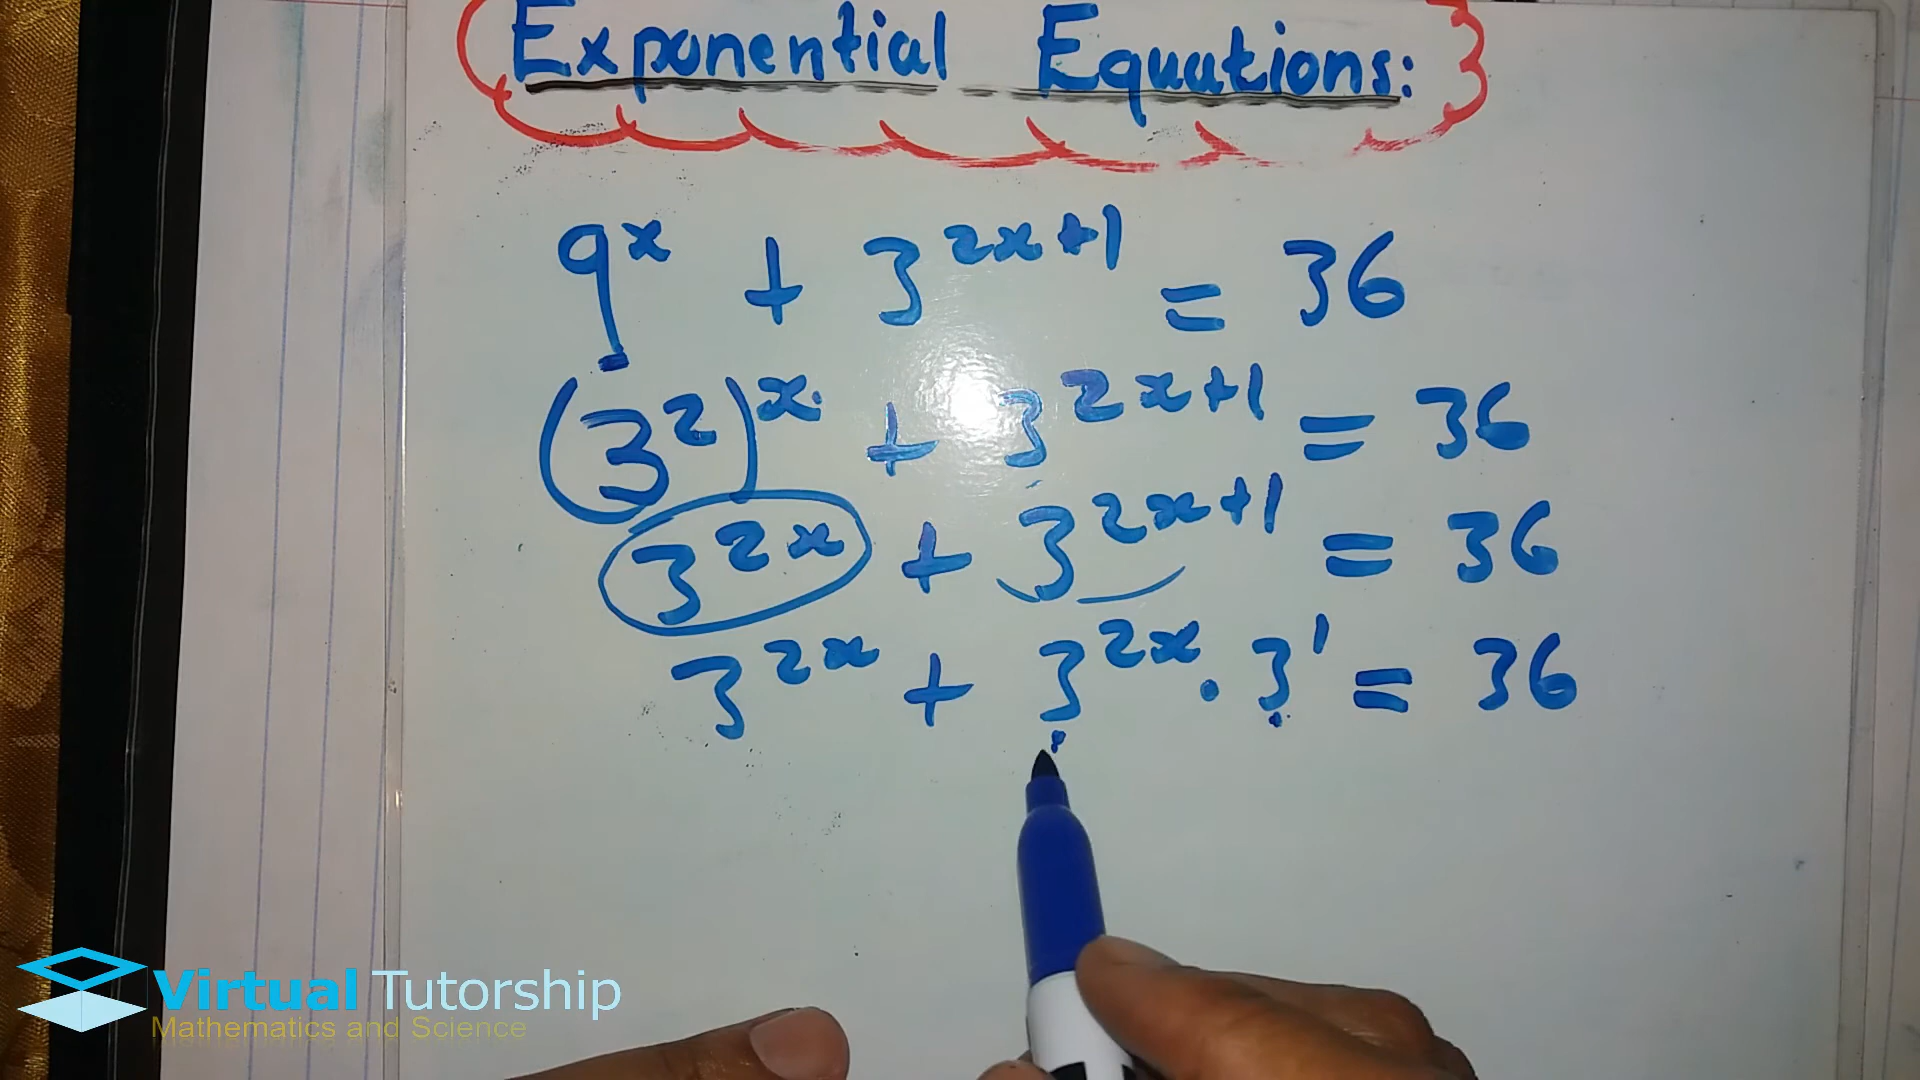 Exponential Equations:
9^x + 3^(2x+1) = 36
(3^2)^x + 3^(2x+1) = 36
3^(2x) + 3^(2x+1) = 36
3^(2x) + 3^(2x) · 3^1 = 36
Virtual Tutorship
Mathematics and Science